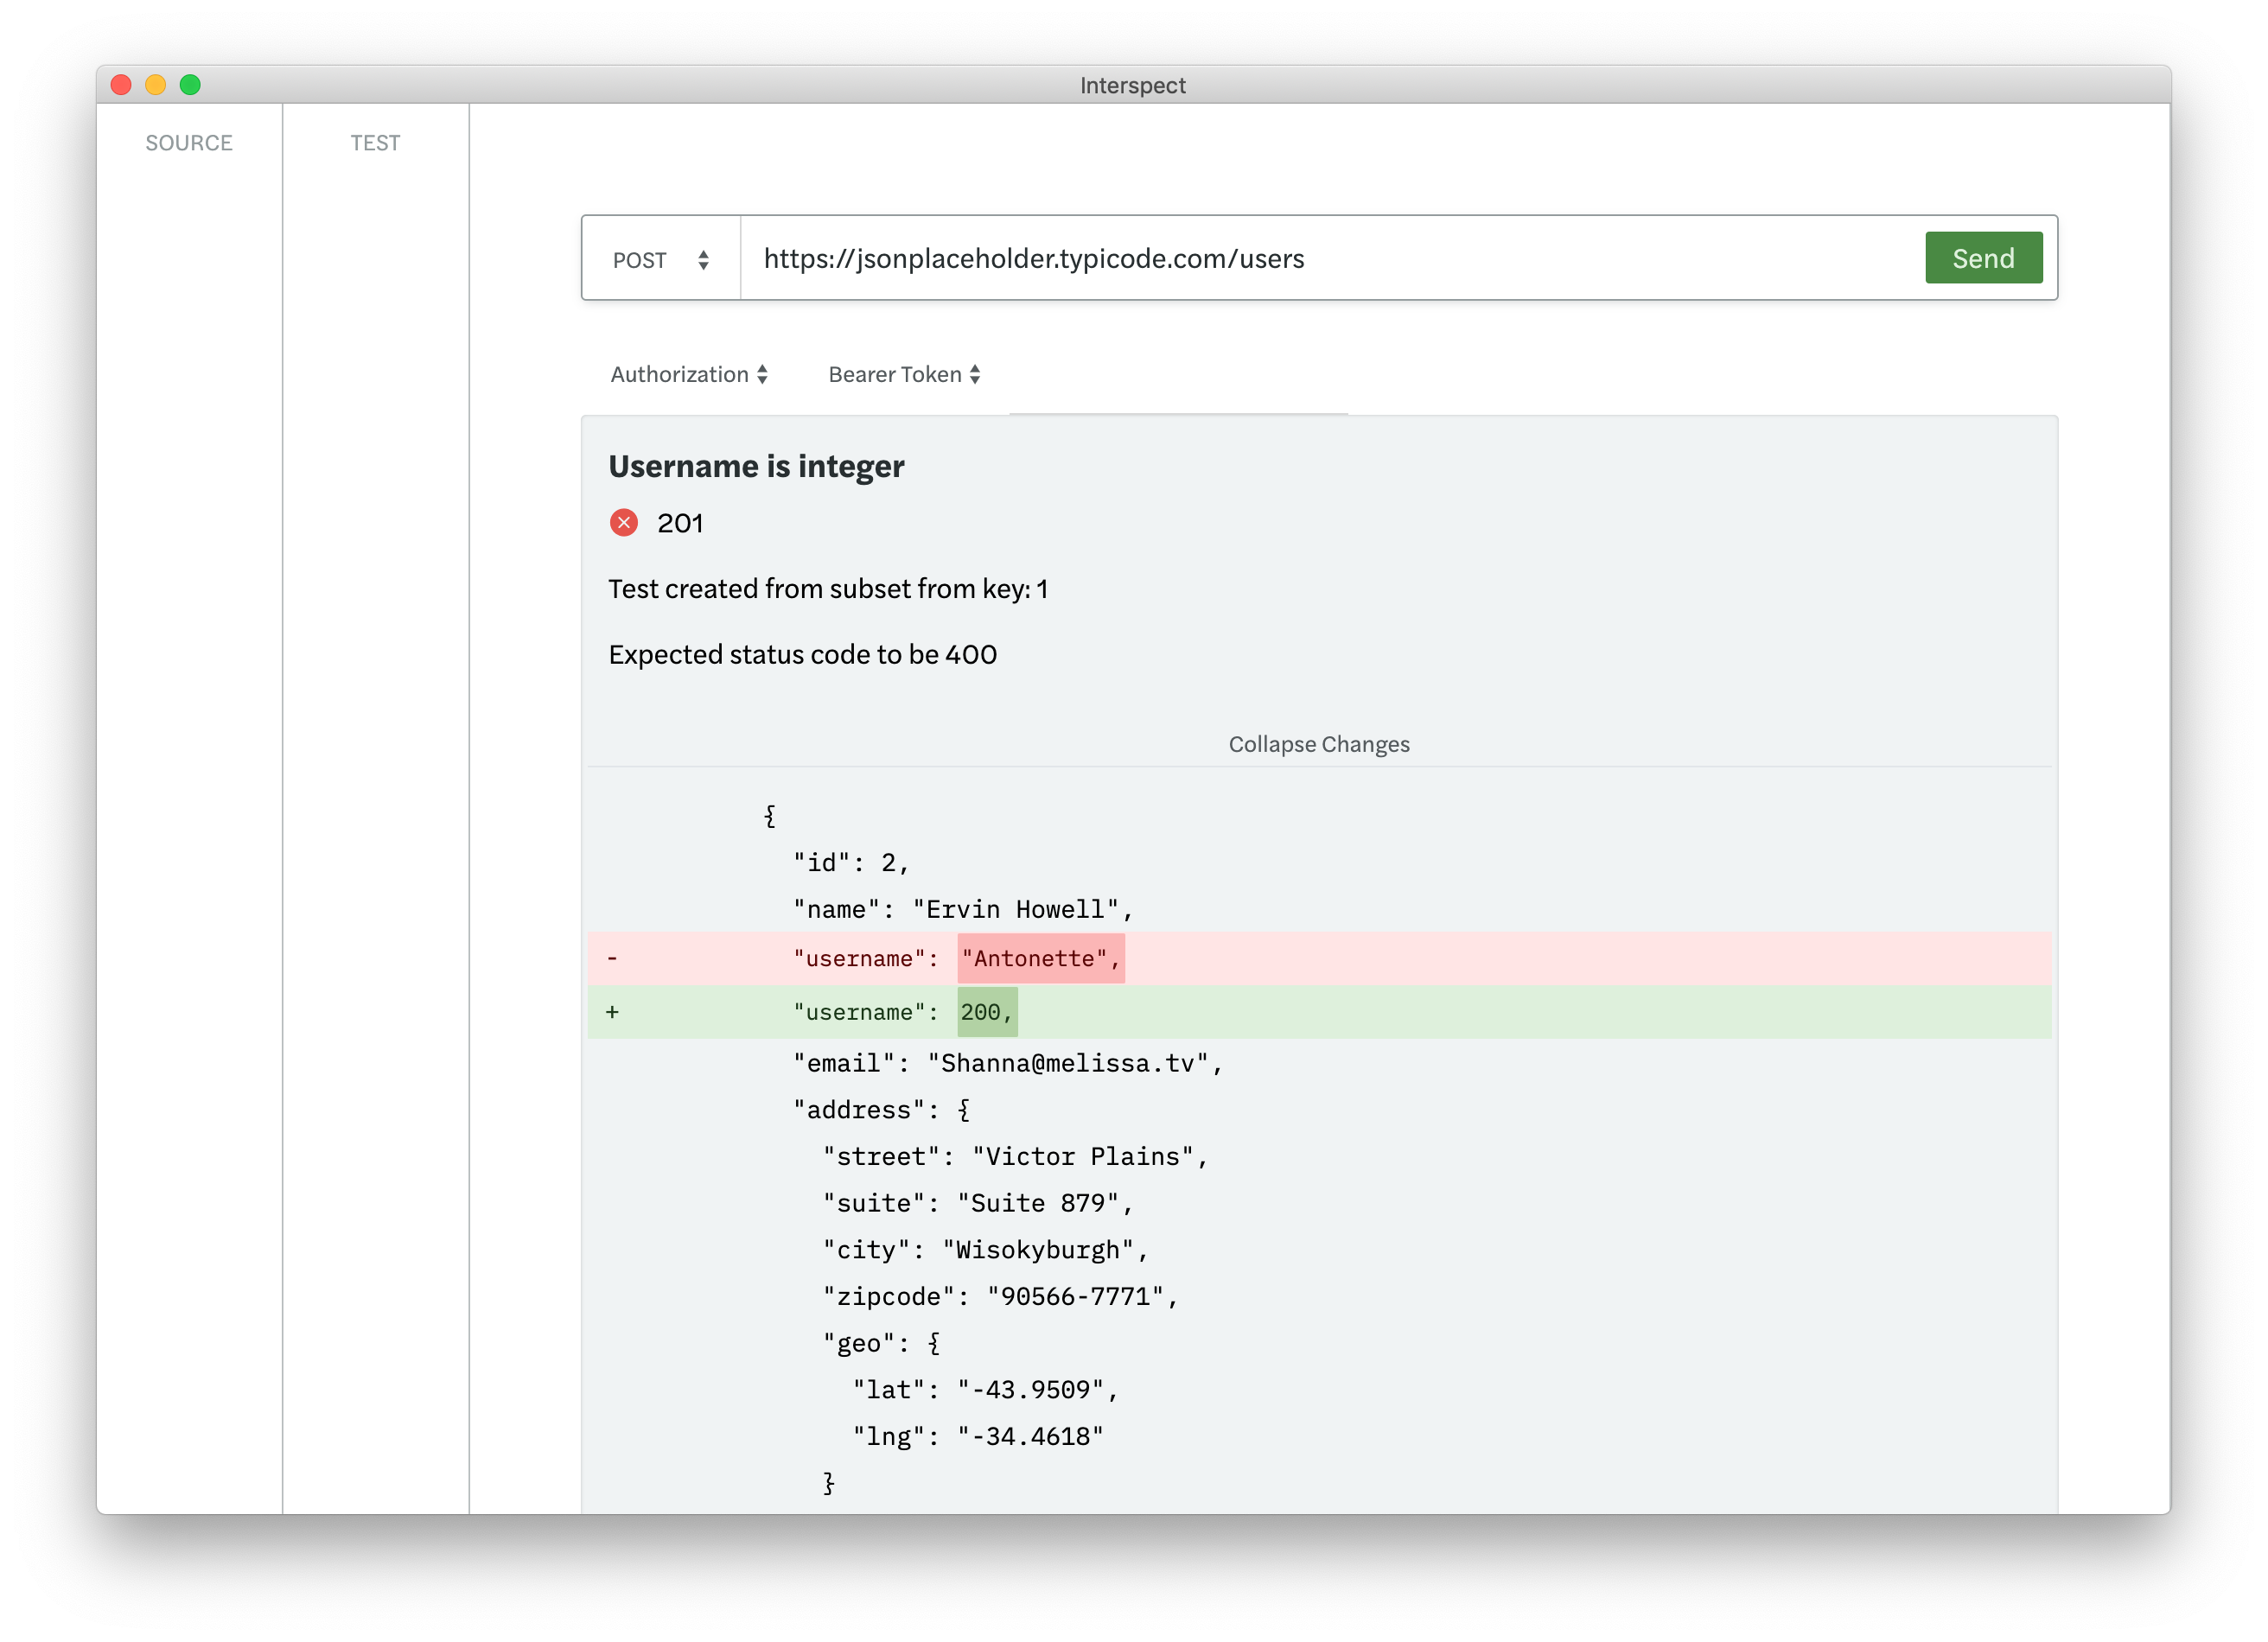 Interspect
SOURCE
TEST
POST
https://jsonplaceholder.typicode.com/users
Send
Authorization
Bearer Token
Username is integer
201
Test created from subset from key: 1
Expected status code to be 400
Collapse Changes
{
"id": 2,
"name": "Ervin Howell",
- "username": "Antonette",
+ "username": 200,
"email": "Shanna@melissa.tv",
"address": {
"street": "Victor Plains",
"suite": "Suite 879",
"city": "Wisokyburgh",
"zipcode": "90566-7771",
"geo": {
"lat": "-43.9509",
"lng": "-34.4618"
}